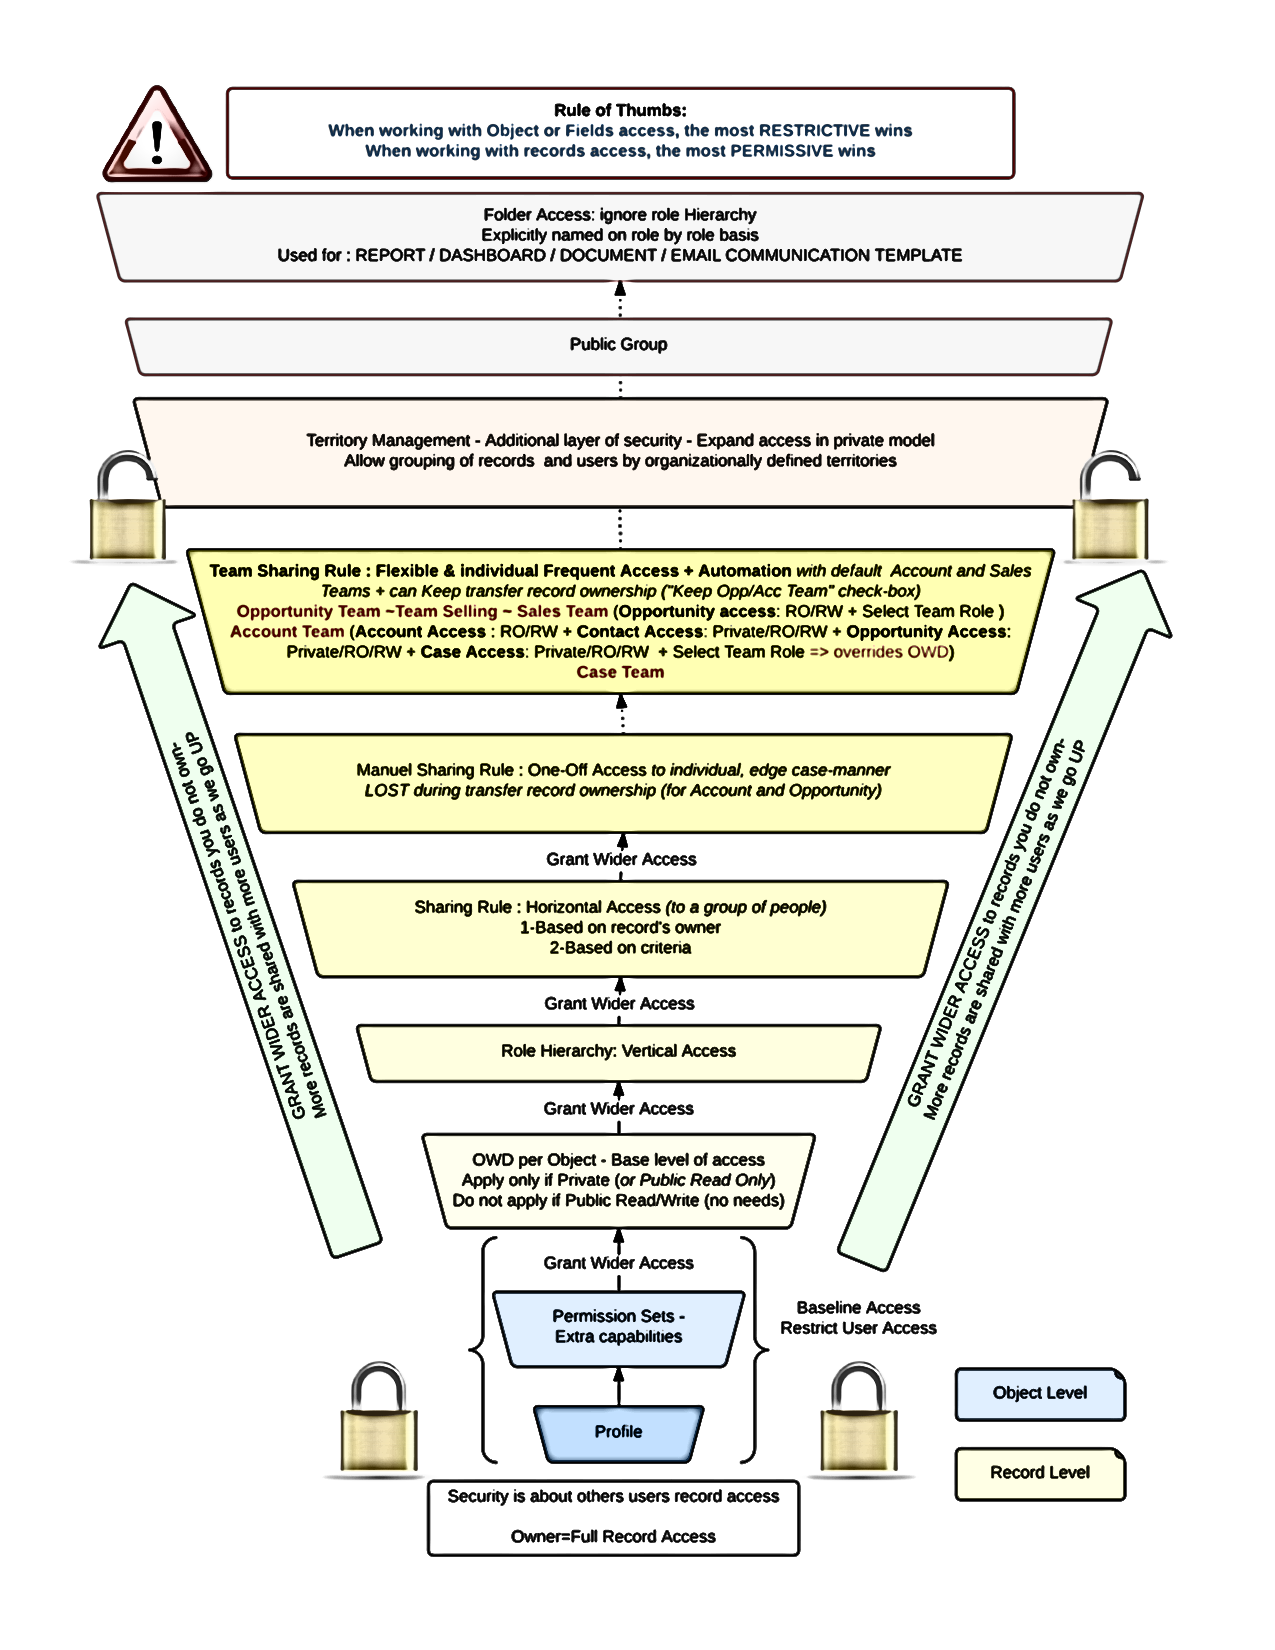 Rule of Thumbs:
When working with Object or Fields access, the most RESTRICTIVE wins
When working with records access, the most PERMISSIVE wins
Folder Access: ignore role Hierarchy
Explicitly named on role by role basis
Used for : REPORT / DASHBOARD / DOCUMENT / EMAIL COMMUNICATION TEMPLATE
Public Group
Territory Management - Additional layer of security - Expand access in private model
Allow grouping of records and users by organizationally defined territories
Team Sharing Rule : Flexible & individual Frequent Access + Automation with default Account and Sales
Teams + can Keep transfer record ownership ("Keep Opp/Acc Team" check-box)
Opportunity Team ~Team Selling ~ Sales Team (Opportunity access: RO/RW + Select Team Role )
Account Team (Account Access : RO/RW + Contact Access: Private/RO/RW + Opportunity Access:
Private/RO/RW + Case Access: Private/RO/RW + Select Team Role => overrides OWD)
Case Team
GRANT WIDER ACCESS to records you do not own-
More records are shared with more users as we go UP
GRANT WIDER ACCESS to records you do not own-
More records are shared with more users as we go UP
Manuel Sharing Rule : One-Off Access to individual, edge case-manner
LOST during transfer record ownership (for Account and Opportunity)
Grant Wider Access
Sharing Rule : Horizontal Access (to a group of people)
1-Based on record's owner
2-Based on criteria
Grant Wider Access
Role Hierarchy: Vertical Access
Grant Wider Access
OWD per Object - Base level of access
Apply only if Private (or Public Read Only)
Do not apply if Public Read/Write (no needs)
Grant Wider Access
Permission Sets -
Extra capabilities
Baseline Access
Restrict User Access
Profile
Object Level
Record Level
Security is about others users record access
Owner=Full Record Access